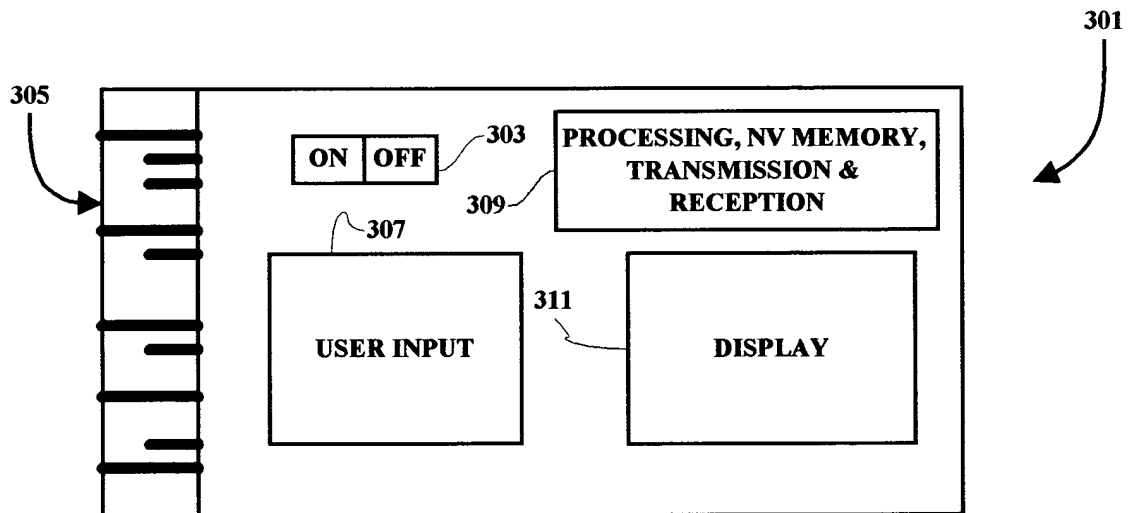 301
305
ON OFF
303
PROCESSING, NV MEMORY,
TRANSMISSION &
RECEPTION
309
307
311
USER INPUT
DISPLAY